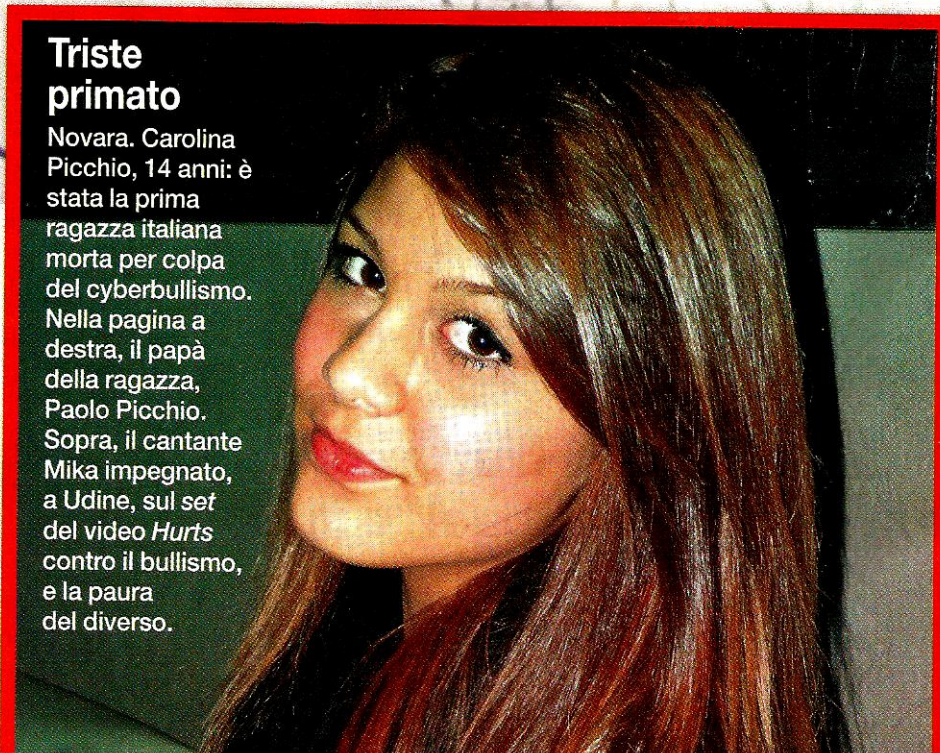 Triste
primato
Novara. Carolina
Picchio, 14 anni: è
stata la prima
ragazza italiana
morta per colpa
del cyberbullismo.
Nella pagina a
destra, il papà
della ragazza,
Paolo Picchio.
Sopra, il cantante
Mika impegnato,
a Udine, sul set
del video Hurts
contro il bullismo,
e la paura
del diverso.